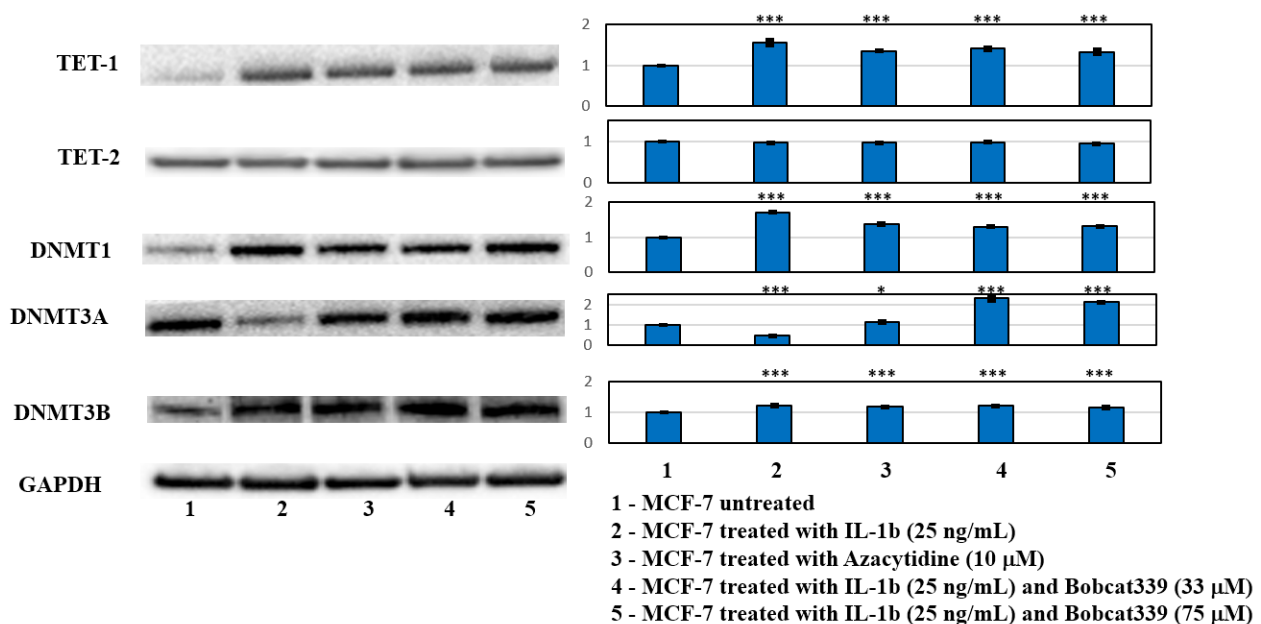 TET-1
TET-2
DNMT1
DNMT3A
DNMT3B
GAPDH
1 2 3 4 5
2
1
0
*** *** *** ***
1
0
2
1
0
*** *** *** ***
2
1
0
*** * *** ***
2
1
0
*** *** *** ***
1 2 3 4 5
1 - MCF-7 untreated
2 - MCF-7 treated with IL-1b (25 ng/mL)
3 - MCF-7 treated with Azacytidine (10 μM)
4 - MCF-7 treated with IL-1b (25 ng/mL) and Bobcat339 (33 μM)
5 - MCF-7 treated with IL-1b (25 ng/mL) and Bobcat339 (75 μM)